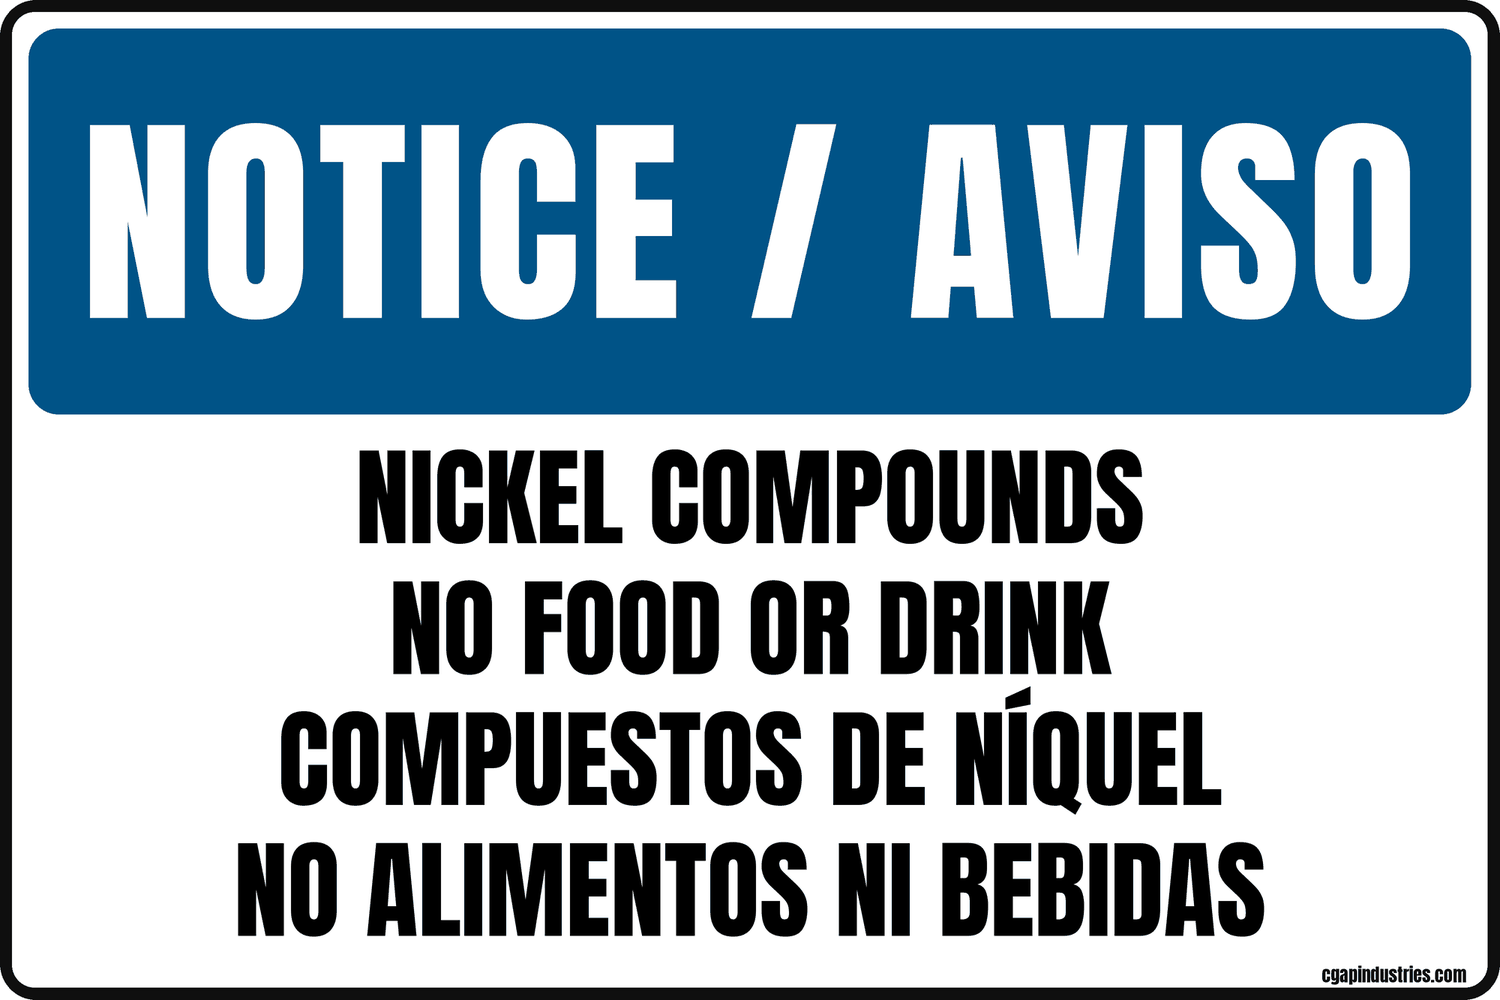 NOTICE / AVISO
NICKEL COMPOUNDS
NO FOOD OR DRINK
COMPUESTOS DE NÍQUEL
NO ALIMENTOS NI BEBIDAS
cgapindustries.com